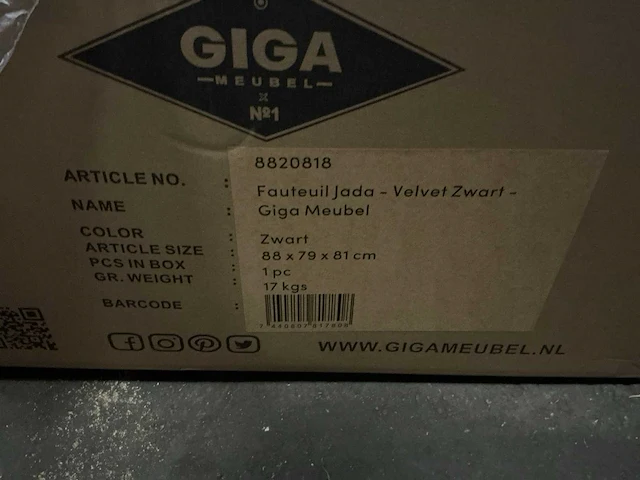 GIGA
—MEUBEL—
x
Nº1
ARTICLE NO. : 8820818
NAME : Fauteuil Jada - Velvet Zwart -
Giga Meubel
COLOR : Zwart
ARTICLE SIZE : 88 x 79 x 81 cm
PCS IN BOX : 1 pc
GR. WEIGHT : 17 kgs
BARCODE :
WWW.GIGAMEUBEL.NL